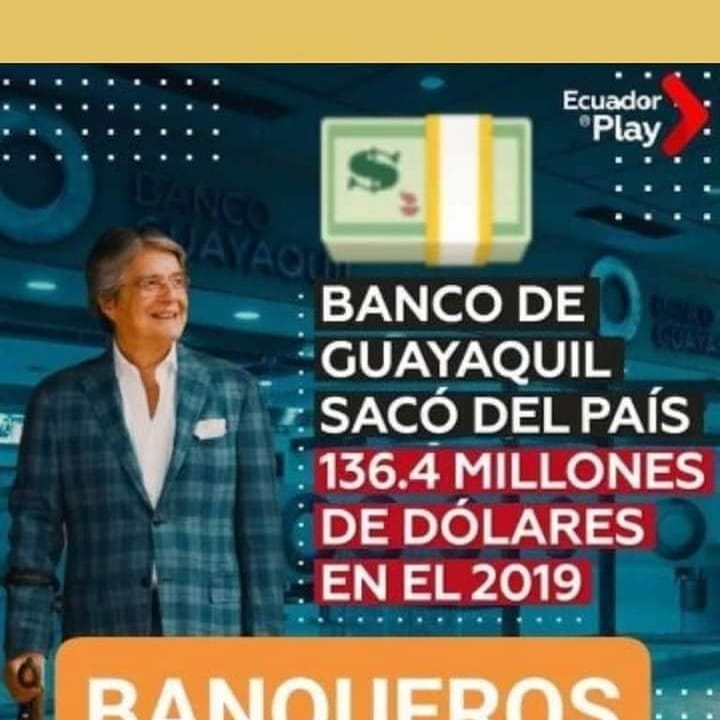 Ecuador
Play
BANCO
GUAYAQUIL
BANCO DE
GUAYAQUIL
SACÓ DEL PAÍS
136.4 MILLONES
DE DÓLARES
EN EL 2019
BANQUEROS